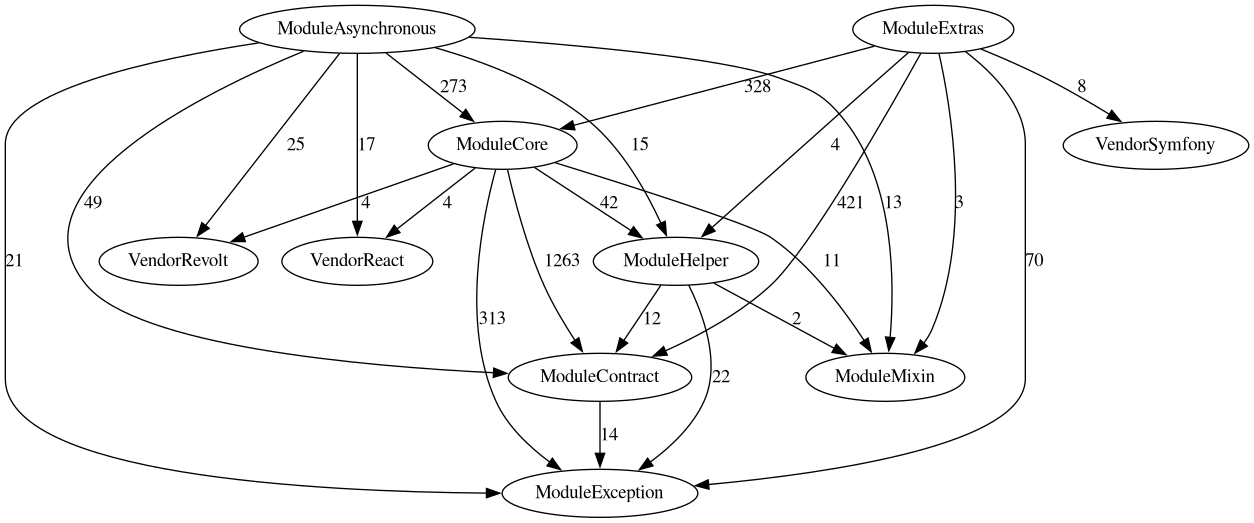 ModuleAsynchronous
ModuleExtras
273
328
8
ModuleCore
VendorSymfony
25
17
15
4
49
4
4
42
421
13
3
VendorRevolt
VendorReact
ModuleHelper
21
1263
11
70
313
12
2
ModuleContract
ModuleMixin
22
14
ModuleException